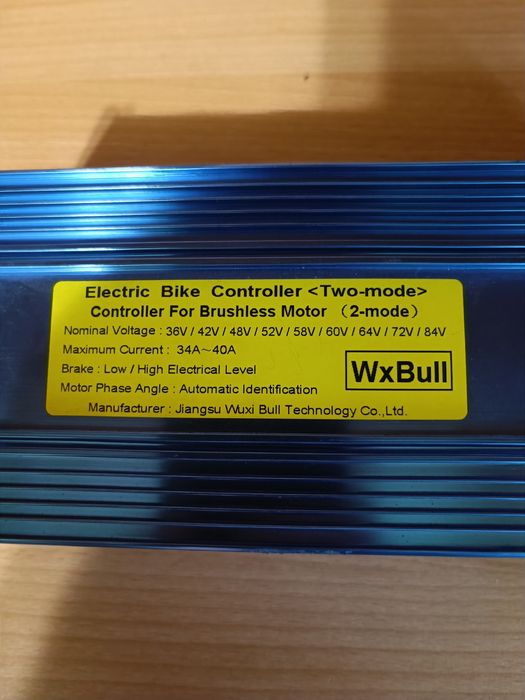 Electric Bike Controller <Two-mode>
Controller For Brushless Motor （2-mode）
Nominal Voltage : 36V / 42V / 48V / 52V / 58V / 60V / 64V / 72V / 84V
Maximum Current : 34A～40A
Brake : Low / High Electrical Level
Motor Phase Angle : Automatic Identification
WxBull
Manufacturer : Jiangsu Wuxi Bull Technology Co.,Ltd.